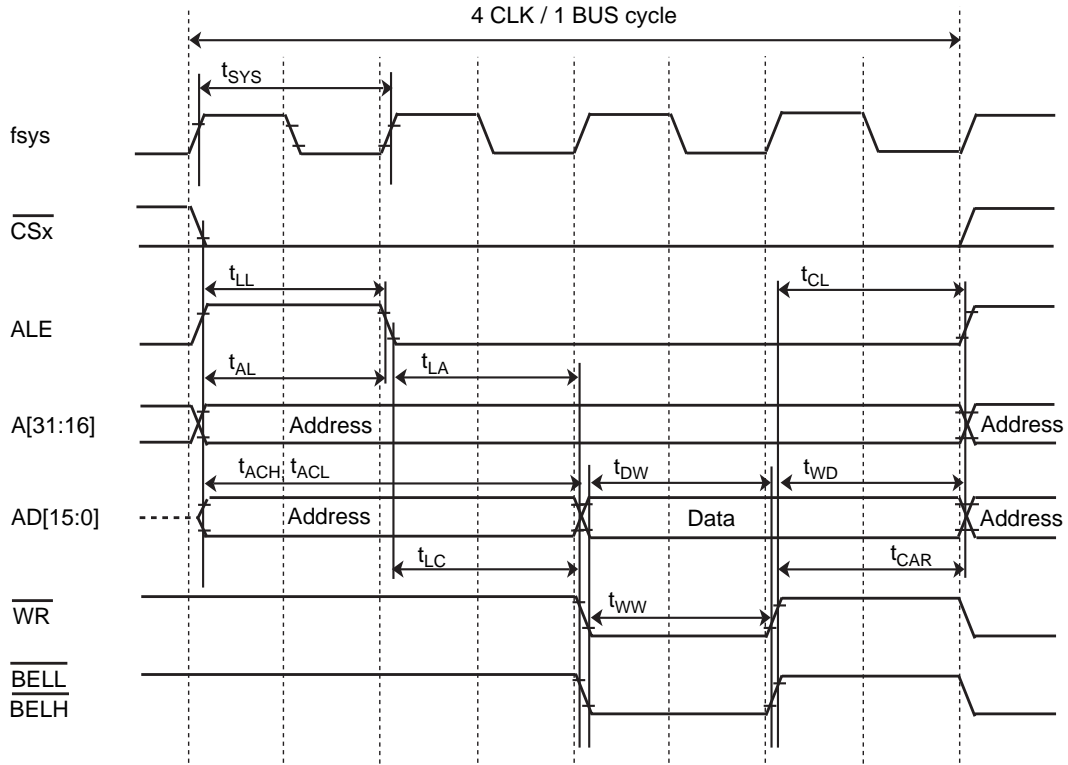 4 CLK / 1 BUS cycle
tSYS
fsys
CSx
tLL
tCL
ALE
tAL
tLA
A[31:16]
Address
Address
tACH tACL
tDW
tWD
AD[15:0]
Address
Data
Address
tLC
tCAR
WR
tWW
BELL
BELH